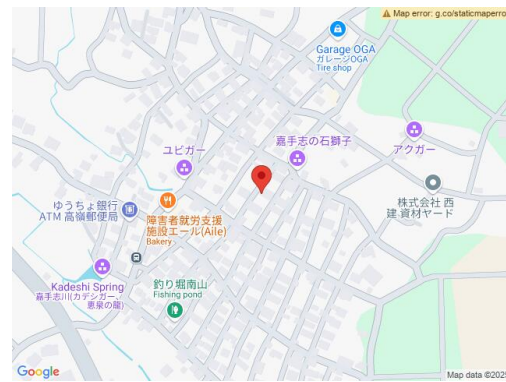 Map error: g.co/staticmaperro
Garage OGA
ガレージOGA
Tire shop
ユビガー
嘉手志の石獅子
アクガー
ゆうちょ銀行
ATM 高嶺郵便局
障害者就労支援
施設エール(Aile)
Bakery
株式会社 西
建 資材ヤード
Kadeshi Spring
嘉手志川(カデシガー、
恵泉の龍)
釣り堀南山
Fishing pond
Google
Map data ©202